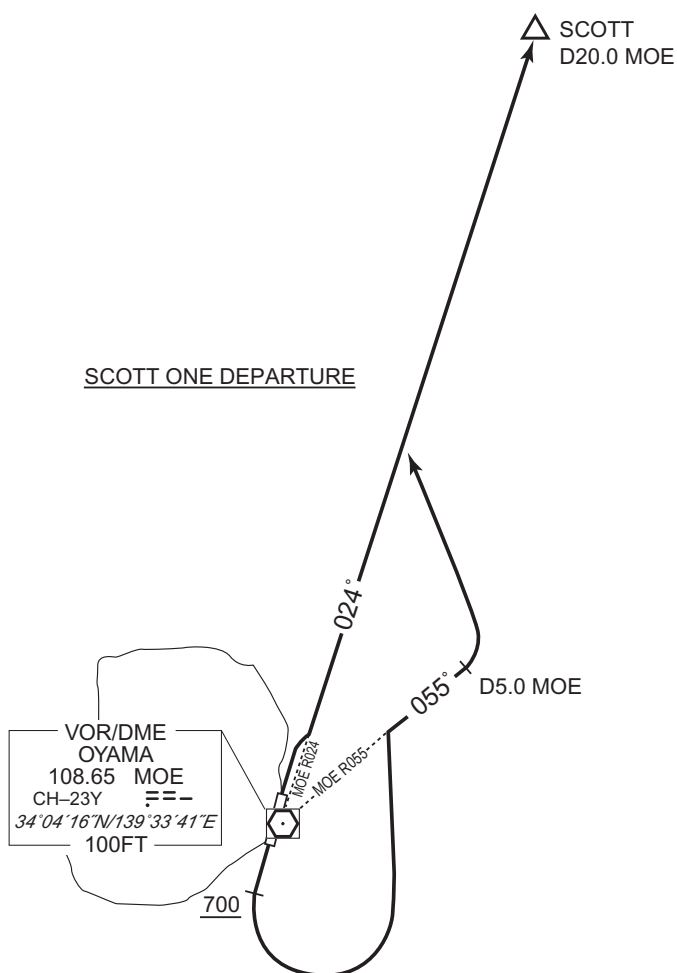 SCOTT
D20.0 MOE
SCOTT ONE DEPARTURE
024°
055°
D5.0 MOE
MOE R024
MOE R055
VOR/DME
OYAMA
108.65 MOE
CH–23Y
34°04´16˝N/139°33´41˝E
100FT
700